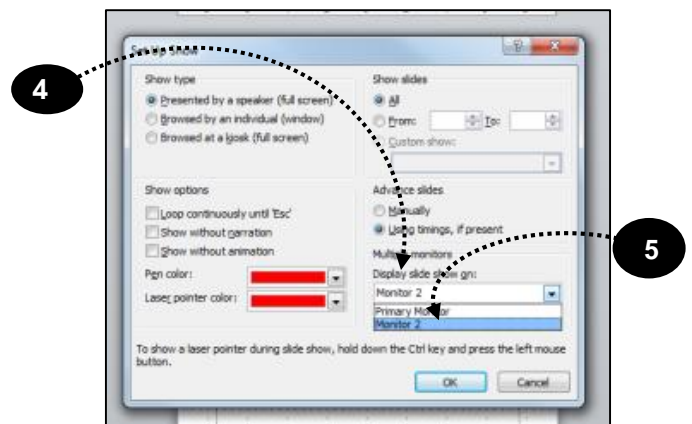 Set Up Show
4
Show type
Presented by a speaker (full screen)
Browsed by an individual (window)
Browsed at a kiosk (full screen)
Show slides
All
From: To:
Custom show:
Show options
Loop continuously until 'Esc'
Show without narration
Show without animation
Pen color:
Laser pointer color:
Advance slides
Manually
Using timings, if present
Multiple monitors
Display slide show on:
Monitor 2
Primary Monitor
Monitor 2
5
To show a laser pointer during slide show, hold down the Ctrl key and press the left mouse
button.
OK Cancel